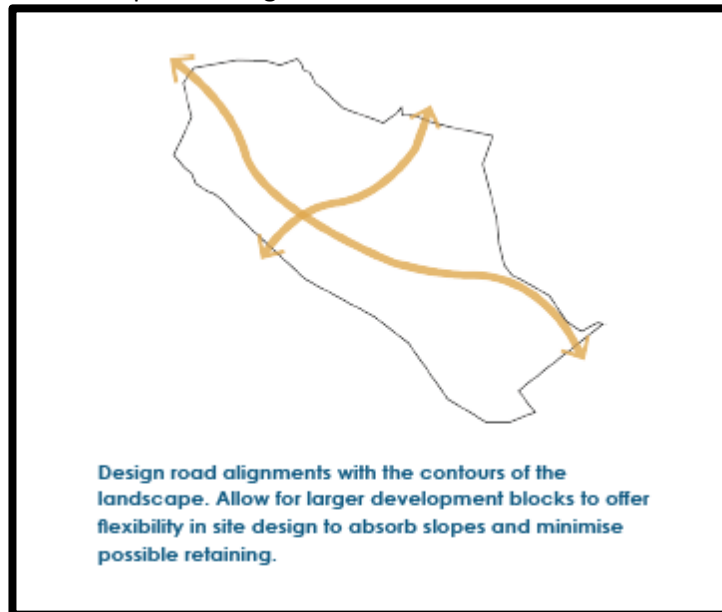 Design road alignments with the contours of the
landscape. Allow for larger development blocks to offer
flexibility in site design to absorb slopes and minimise
possible retaining.